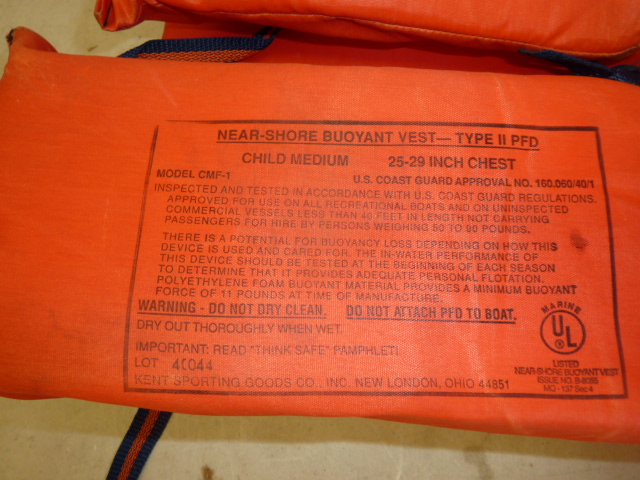 NEAR-SHORE BUOYANT VEST— TYPE II PFD
CHILD MEDIUM 25-29 INCH CHEST
MODEL CMF-1 U.S. COAST GUARD APPROVAL NO. 160.060/40/1
INSPECTED AND TESTED IN ACCORDANCE WITH U.S. COAST GUARD REGULATIONS.
APPROVED FOR USE ON ALL RECREATIONAL BOATS AND ON UNINSPECTED
COMMERCIAL VESSELS LESS THAN 40 FEET IN LENGTH NOT CARRYING
PASSENGERS FOR HIRE BY PERSONS WEIGHING 50 TO 90 POUNDS.
THERE IS A POTENTIAL FOR BUOYANCY LOSS DEPENDING ON HOW THIS
DEVICE IS USED AND CARED FOR. THE IN-WATER PERFORMANCE OF
THIS DEVICE SHOULD BE TESTED AT THE BEGINNING OF EACH SEASON
TO DETERMINE THAT IT PROVIDES ADEQUATE PERSONAL FLOTATION.
POLYETHYLENE FOAM BUOYANT MATERIAL PROVIDES A MINIMUM BUOYANT
FORCE OF 11 POUNDS AT TIME OF MANUFACTURE.
WARNING - DO NOT DRY CLEAN. DO NOT ATTACH PFD TO BOAT.
DRY OUT THOROUGHLY WHEN WET.
IMPORTANT: READ "THINK SAFE" PAMPHLET!
LOT 40044
KENT SPORTING GOODS CO., INC. NEW LONDON, OHIO 44851
MARINE
UL
LISTED
NEAR-SHORE BUOYANT VEST
ISSUE NO.
MQ - 137 Sec 4